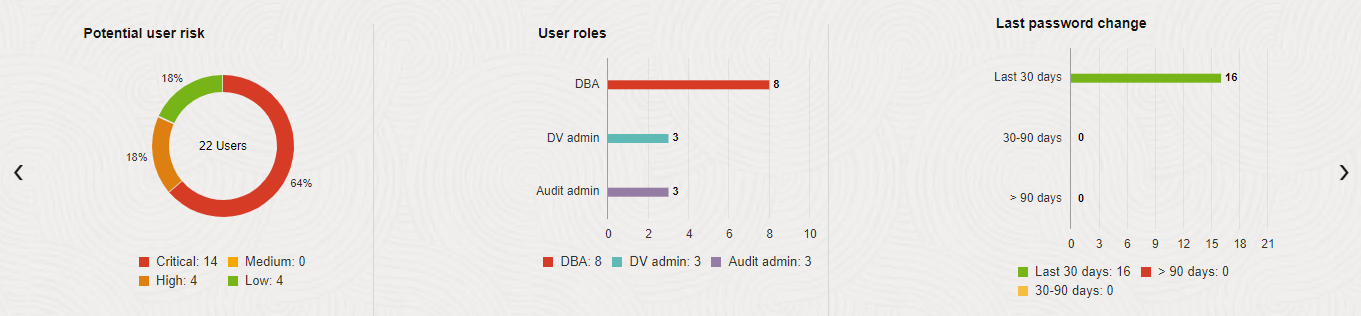 Potential user risk
18%
22 Users
18%
64%
Critical: 14 Medium: 0
High: 4 Low: 4
User roles
DBA 8
DV admin 3
Audit admin 3
0 2 4 6 8 10
DBA: 8 DV admin: 3 Audit admin: 3
Last password change
Last 30 days 16
30-90 days 0
> 90 days 0
0 3 6 9 12 15 18 21
Last 30 days: 16 > 90 days: 0
30-90 days: 0